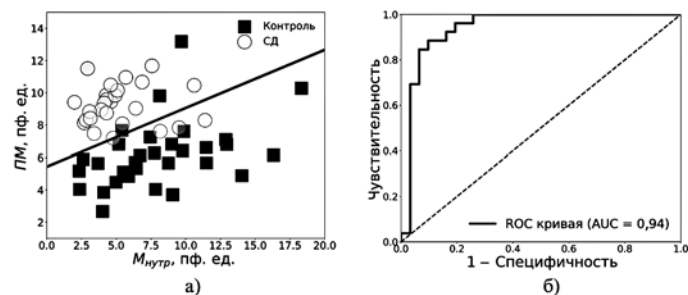 14
12
10
8
6
4
2
ПМ, пф. ед.
Контроль
СД
0.0 2.5 5.0 7.5 10.0 12.5 15.0 17.5 20.0
Mнутр, пф. ед.
а)
1.0
0.8
0.6
0.4
0.2
0.0
Чувствительность
ROC кривая (AUC = 0,94)
0.0 0.2 0.4 0.6 0.8 1.0
1 – Специфичность
б)